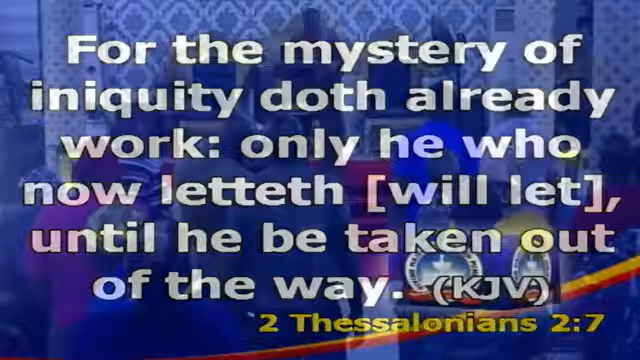 For the mystery of
iniquity doth already
work: only he who
now letteth [will let],
until he be taken out
of the way. (KJV)
2 Thessalonians 2:7